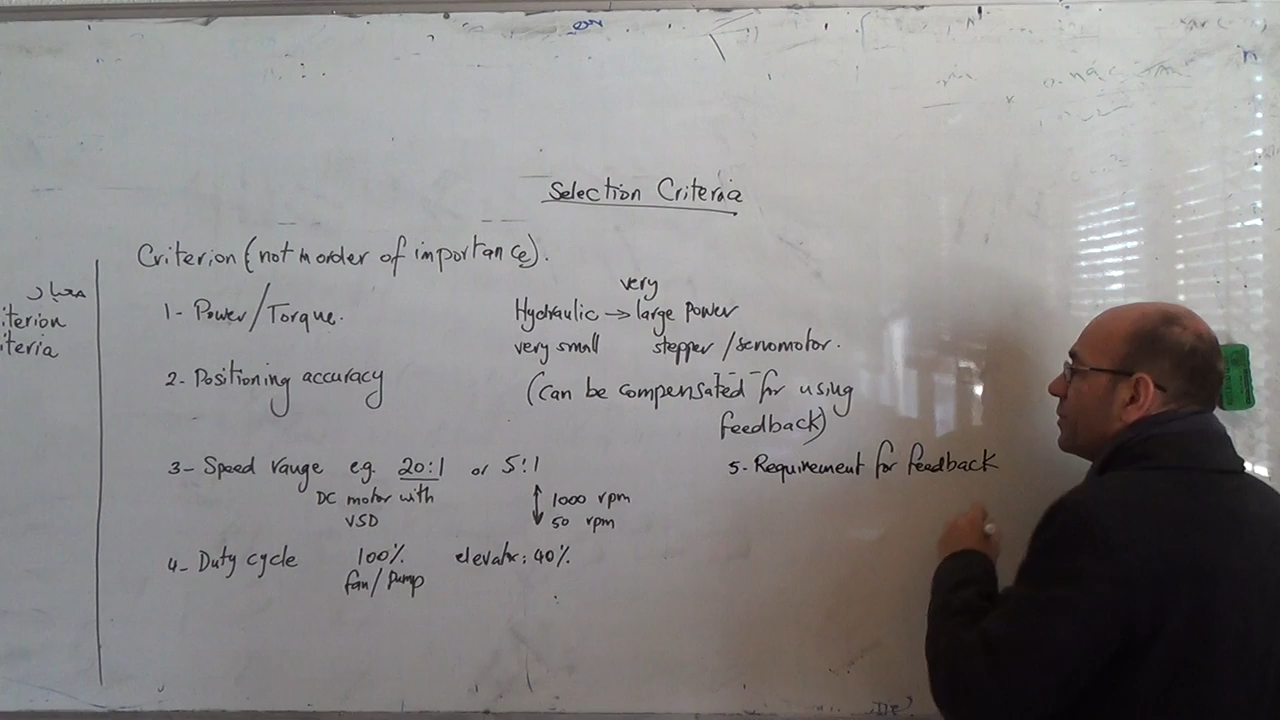 Selection Criteria
Criterion (not in order of importance).
معيار
iterion
iteria
1- Power/Torque.
very
Hydraulic → large power
very small stepper/servomotor.
2- Positioning accuracy
(can be compensated for using
feedback)
3- Speed range eg. 20:1 or 5:1
DC motor with
VSD
↕ 1000 rpm
50 rpm
4- Duty cycle 100% elevator: 40%
fan/pump
5- Requirement for feedback